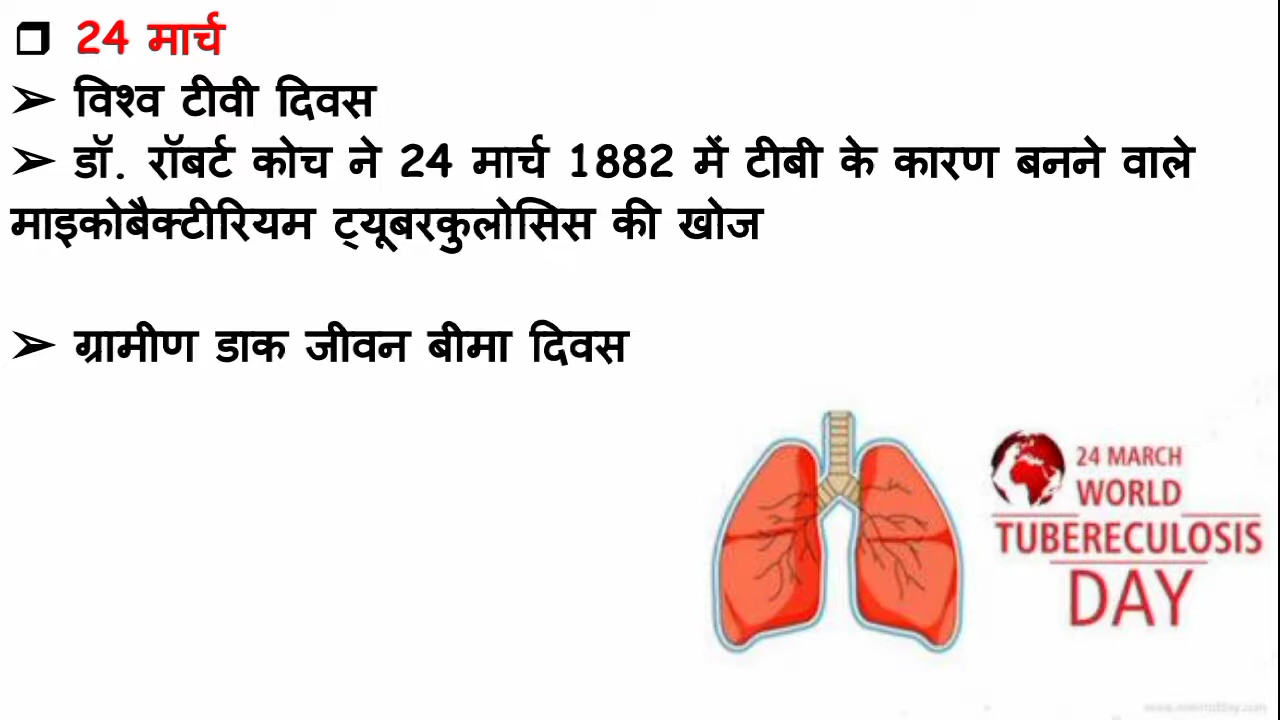 24 मार्च
➢ विश्व टीवी दिवस
➢ डॉ. रॉबर्ट कोच ने 24 मार्च 1882 में टीबी के कारण बनने वाले
माइकोबैक्टीरियम ट्यूबरकुलोसिस की खोज
➢ ग्रामीण डाक जीवन बीमा दिवस
24 MARCH
WORLD
TUBERECULOSIS
DAY